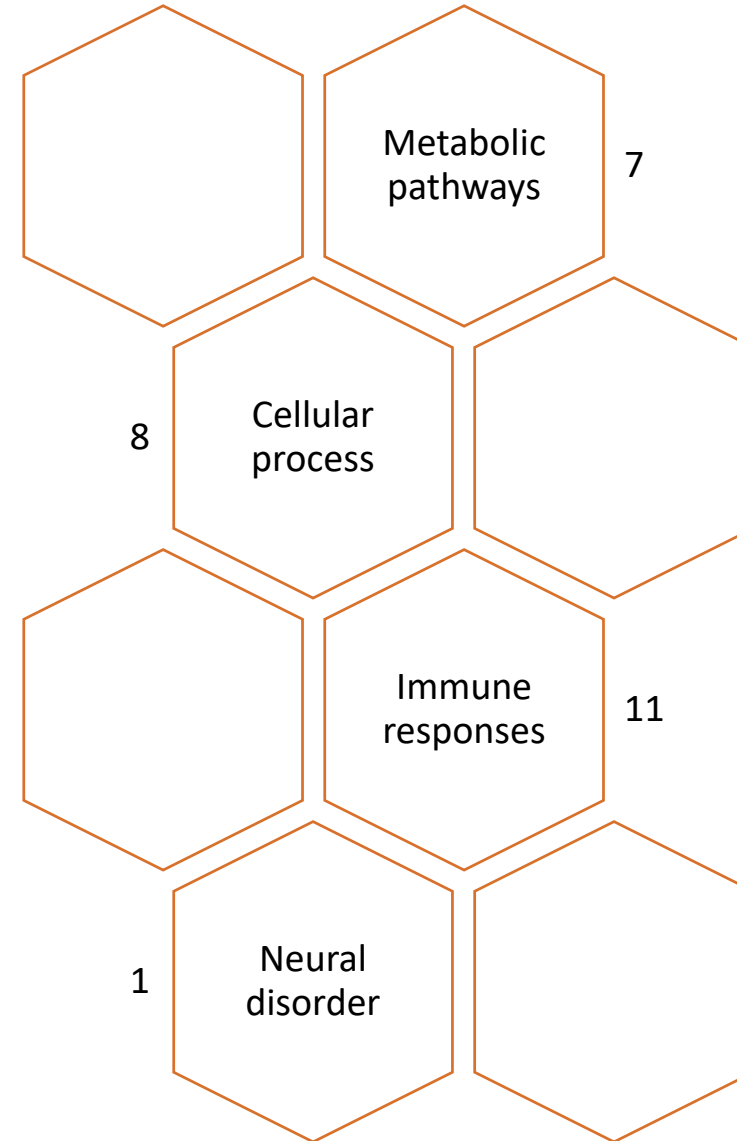 Metabolic
pathways
7
8
Cellular
process
Immune
responses
11
1
Neural
disorder